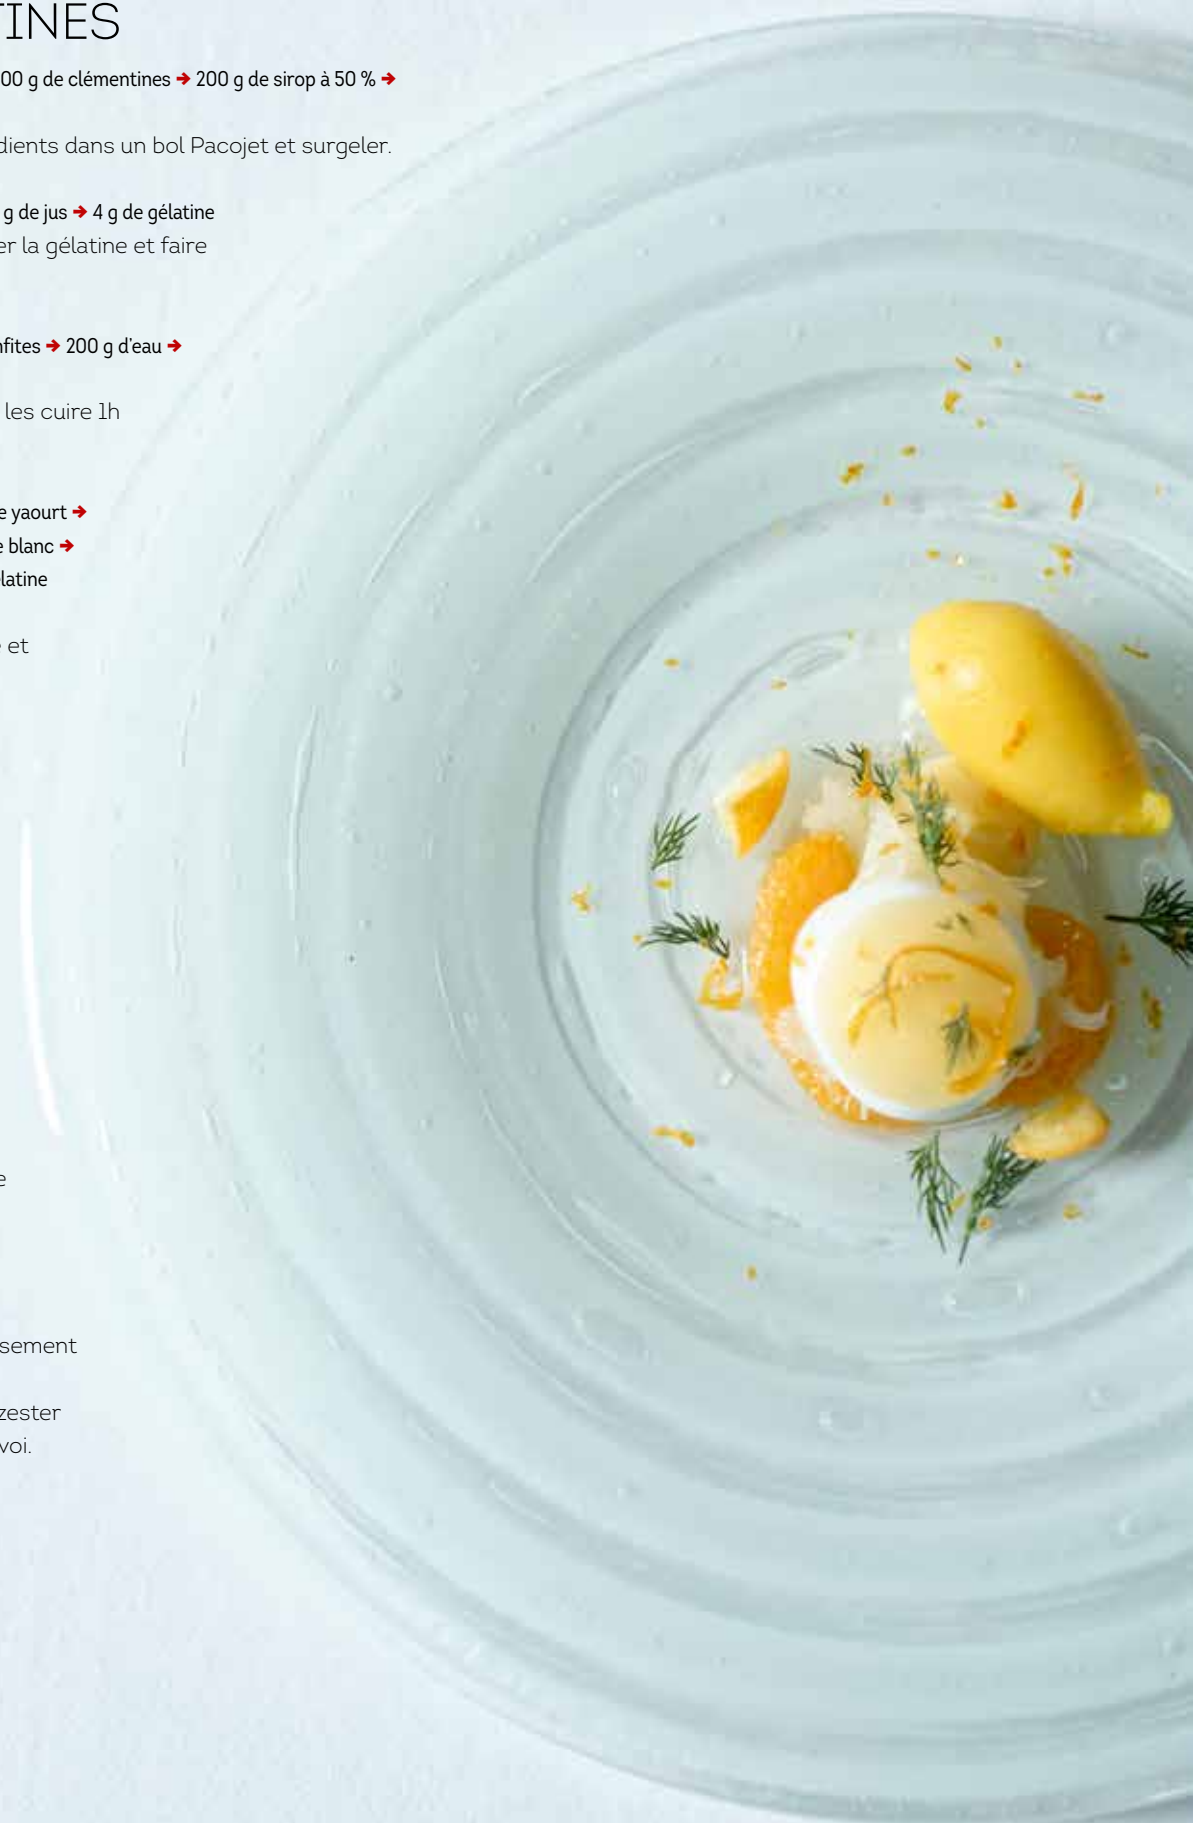 TINES
00 g de clémentines → 200 g de sirop à 50 % →
dients dans un bol Pacojet et surgeler.
g de jus → 4 g de gélatine
er la gélatine et faire
nfites → 200 g d'eau →
les cuire 1h
e yaourt →
e blanc →
latine
et
e
sement
zester
voi.